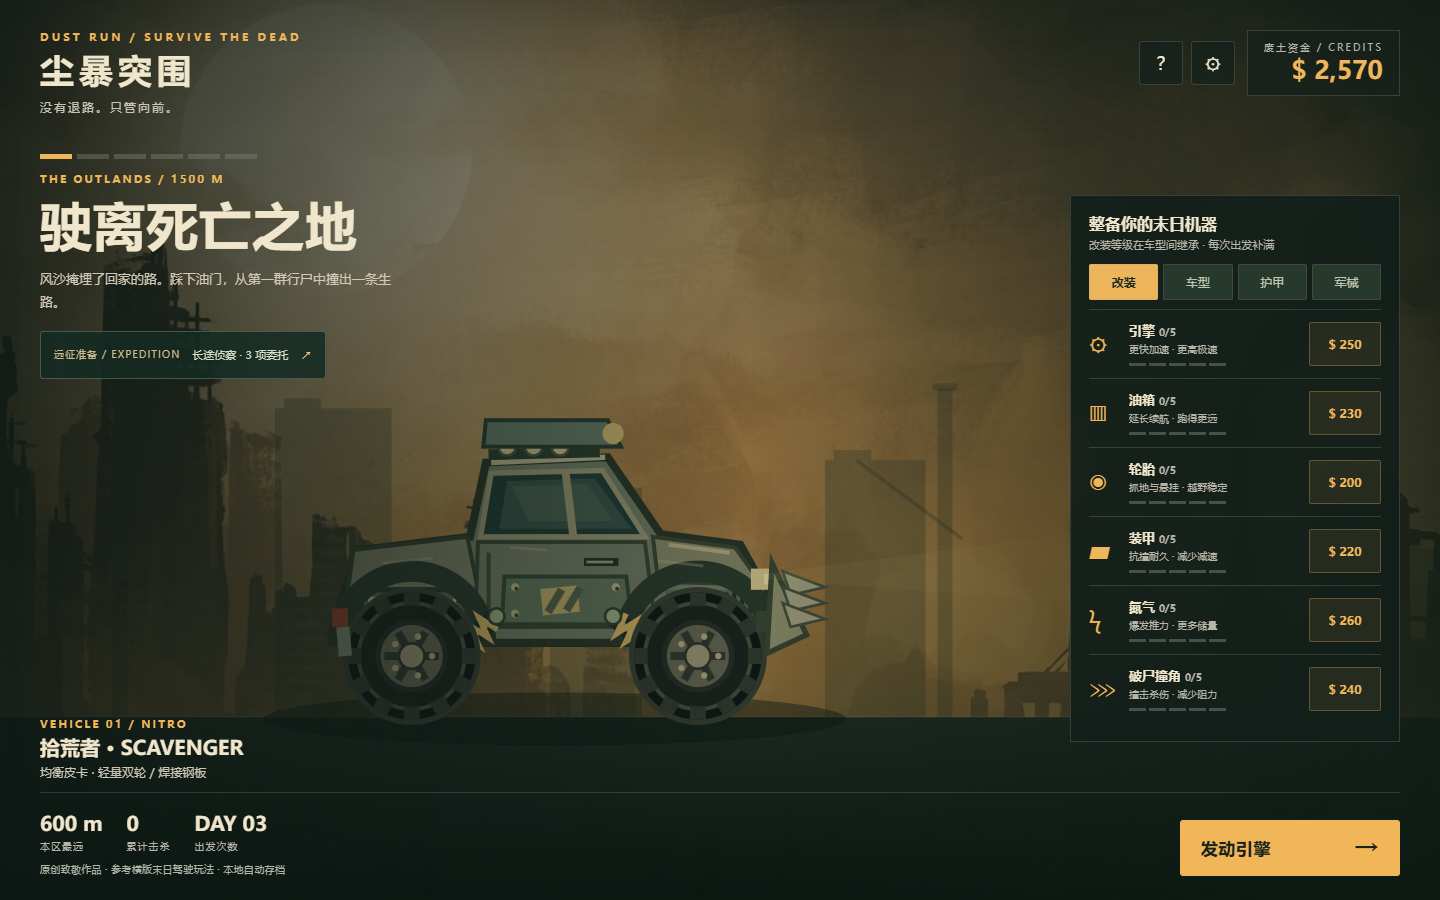 DUST RUN / SURVIVE THE DEAD
尘暴突围
没有退路。只管向前。
?
废土资金 / CREDITS
$ 2,570
THE OUTLANDS / 1500 M
驶离死亡之地
风沙掩埋了回家的路。踩下油门，从第一群行尸中撞出一条生
路。
远征准备 / EXPEDITION 长途侦察 · 3 项委托 ↗
整备你的末日机器
改装等级在车型间继承 · 每次出发补满
改装 车型 护甲 军械
引擎 0/5
更快加速 · 更高极速
$ 250
油箱 0/5
延长续航 · 跑得更远
$ 230
轮胎 0/5
抓地与悬挂 · 越野稳定
$ 200
装甲 0/5
抗撞耐久 · 减少减速
$ 220
氮气 0/5
爆发推力 · 更多储量
$ 260
破尸撞角 0/5
撞击杀伤 · 减少阻力
$ 240
VEHICLE 01 / NITRO
拾荒者 • SCAVENGER
均衡皮卡 · 轻量双轮 / 焊接钢板
600 m 0 DAY 03
本区最远 累计击杀 出发次数
原创致敬作品 · 参考横版末日驾驶玩法 · 本地自动存档
发动引擎 →